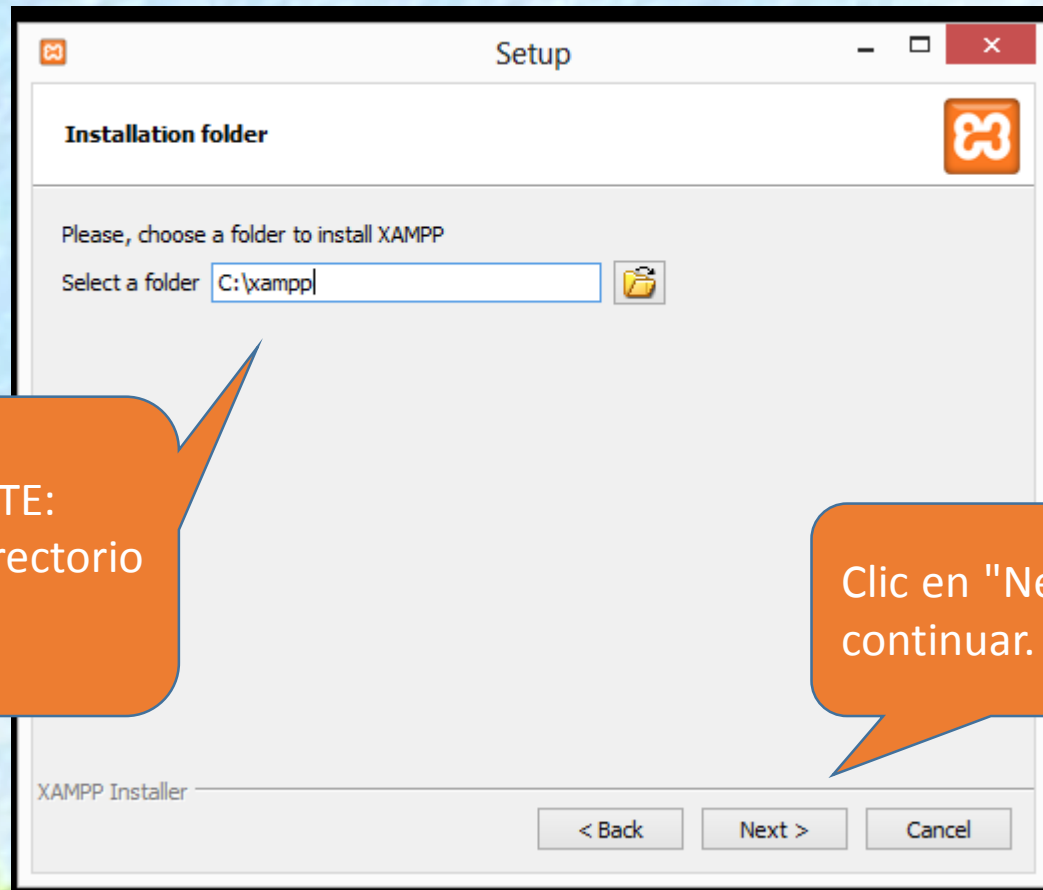 Setup
Installation folder
Please, choose a folder to install XAMPP
Select a folder C:\xampp
TE:
rectorio
Clic en "Ne
continuar.
XAMPP Installer
< Back Next > Cancel